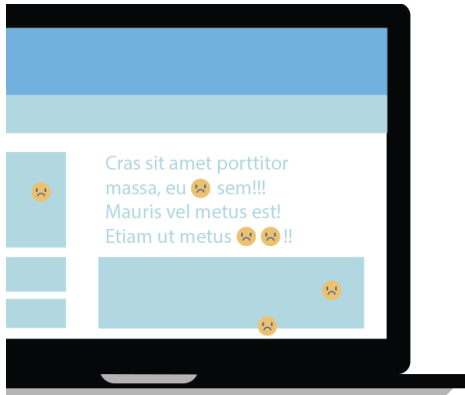 Cras sit amet porttitor
massa, eu ☹ sem!!!
Mauris vel metus est!
Etiam ut metus ☹ ☹ !!